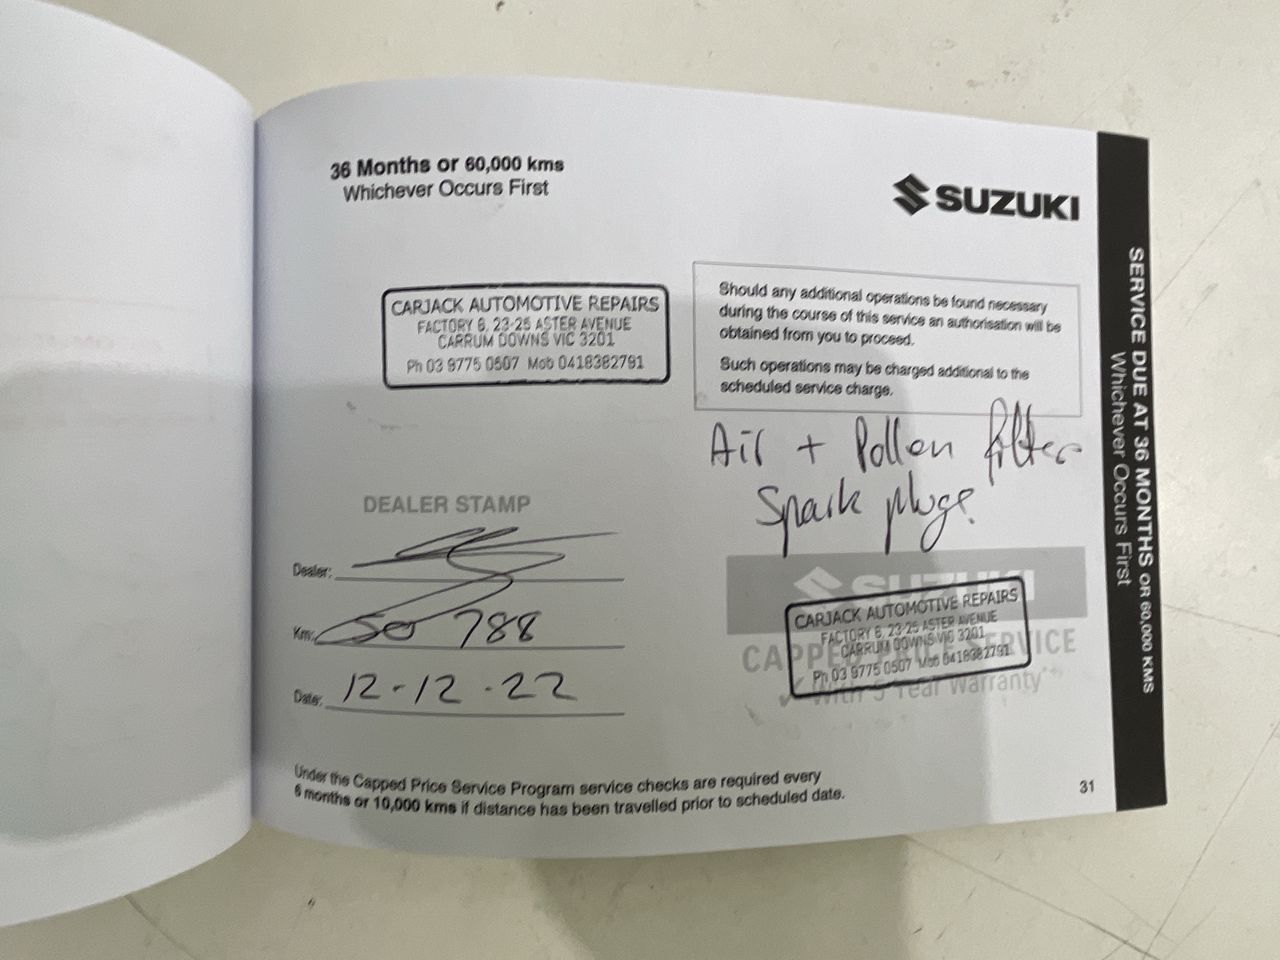 36 Months or 60,000 kms
Whichever Occurs First
SUZUKI
CARJACK AUTOMOTIVE REPAIRS
FACTORY 6, 23-25 ASTER AVENUE
CARRUM DOWNS VIC 3201
Ph 03 9775 0507 Mob 0418382791
Should any additional operations be found necessary
during the course of this service an authorisation will be
obtained from you to proceed.
Such operations may be charged additional to the
scheduled service charge.
Air + Pollen filter
Spark plugs
DEALER STAMP
Dealer:
Km: 50 788
Date: 12-12-22
SUZUKI
CAPPED PRICE SERVICE
✓ With 5 Year Warranty
CARJACK AUTOMOTIVE REPAIRS
FACTORY 6, 23-25 ASTER AVENUE
CARRUM DOWNS VIC 3201
Ph 03 9775 0507 Mob 0418382791
Under the Capped Price Service Program service checks are required every
6 months or 10,000 kms if distance has been travelled prior to scheduled date.
31
SERVICE DUE AT 36 MONTHS OR 60,000 KMS
Whichever Occurs First